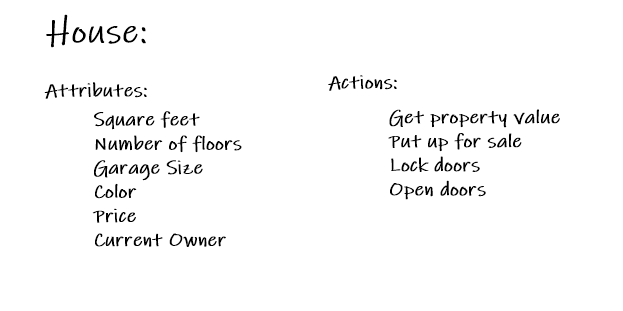 House:
Attributes:
Square feet
Number of floors
Garage Size
Color
Price
Current Owner
Actions:
Get property value
Put up for sale
Lock doors
Open doors